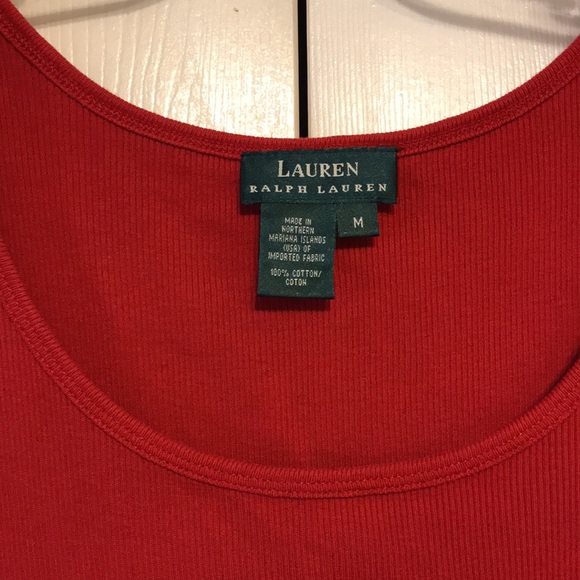 LAUREN
RALPH LAUREN
M
MADE IN
NORTHERN
MARIANA ISLANDS
(USA) OF
IMPORTED FABRIC
100% COTTON/
COTON